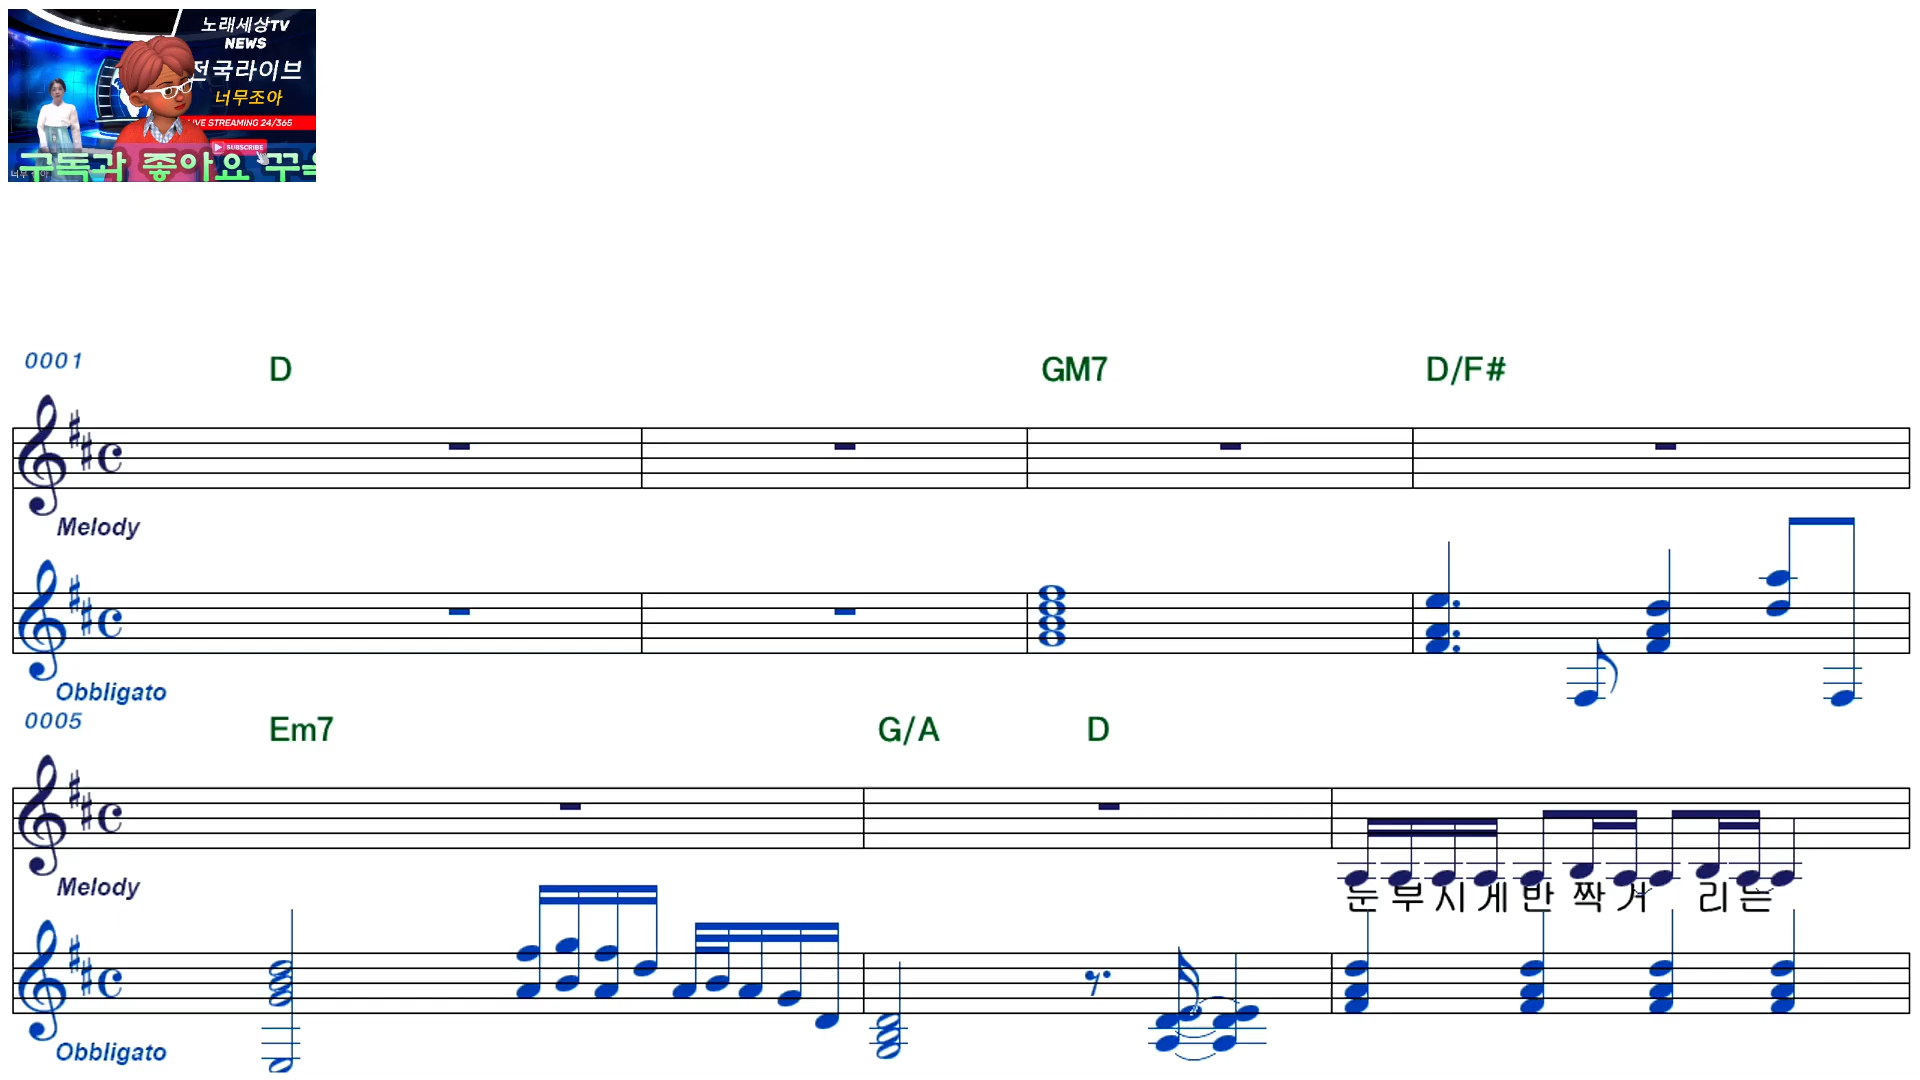 노래세상TV
NEWS
전국라이브
너무조아
LIVE STREAMING 24/365
SUBSCRIBE
구독과 좋아요 꾸욱
0001
D GM7 D/F#
Melody
Obbligato
0005
Em7 G/A D
Melody
눈 부 시 게 반 짝 거 리 는
Obbligato